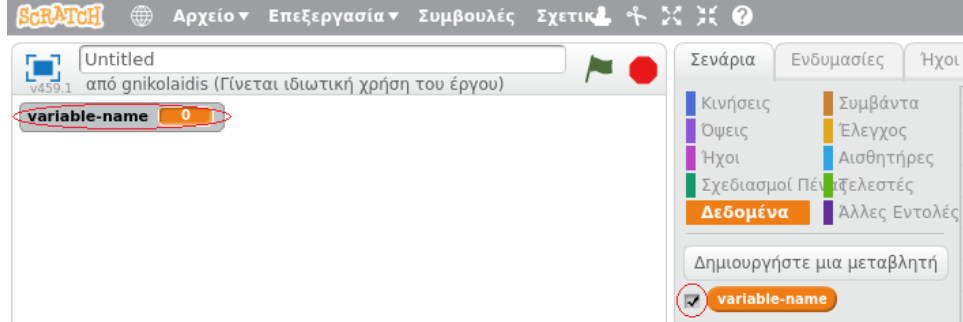 SCRATCH Αρχείο Επεξεργασία Συμβουλές Σχετικ
Untitled
v459.1 από gnikolaidis (Γίνεται ιδιωτική χρήση του έργου)
variable-name 0
Σενάρια Ενδυμασίες Ήχοι
Κινήσεις Συμβάντα
Όψεις Έλεγχος
Ήχοι Αισθητήρες
Σχεδιασμοί Πένας Τελεστές
Δεδομένα Άλλες Εντολές
Δημιουργήστε μια μεταβλητή
variable-name